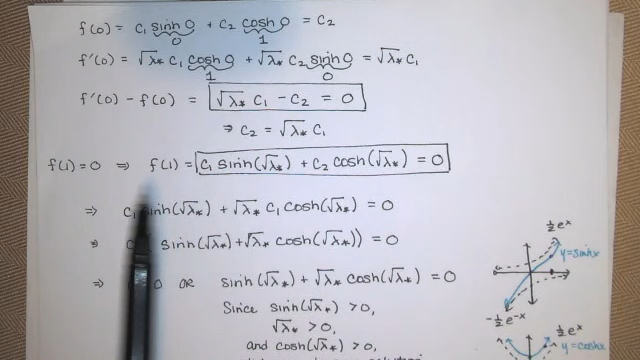 f(0) = c₁ sinh 0 + c₂ cosh 0 = c₂
0 1
f'(0) = √λ* c₁ cosh 0 + √λ* c₂ sinh 0 = √λ* c₁
1 0
f'(0) - f(0) = √λ* c₁ - c₂ = 0
⇒ c₂ = √λ* c₁
f(1) = 0 ⇒ f(1) = c₁ sinh(√λ*) + c₂ cosh(√λ*) = 0
⇒ c₁ sinh(√λ*) + √λ* c₁ cosh(√λ*) = 0
sinh(√λ*) + √λ* cosh(√λ*)) = 0
⇒ 0 OR sinh(√λ*) + √λ* cosh(√λ*) = 0
Since sinh(√λ*) > 0,
√λ* > 0,
and cosh(√λ*) > 0,
½eˣ
y = sinhx
-½e⁻ˣ
½eˣ
y = coshx